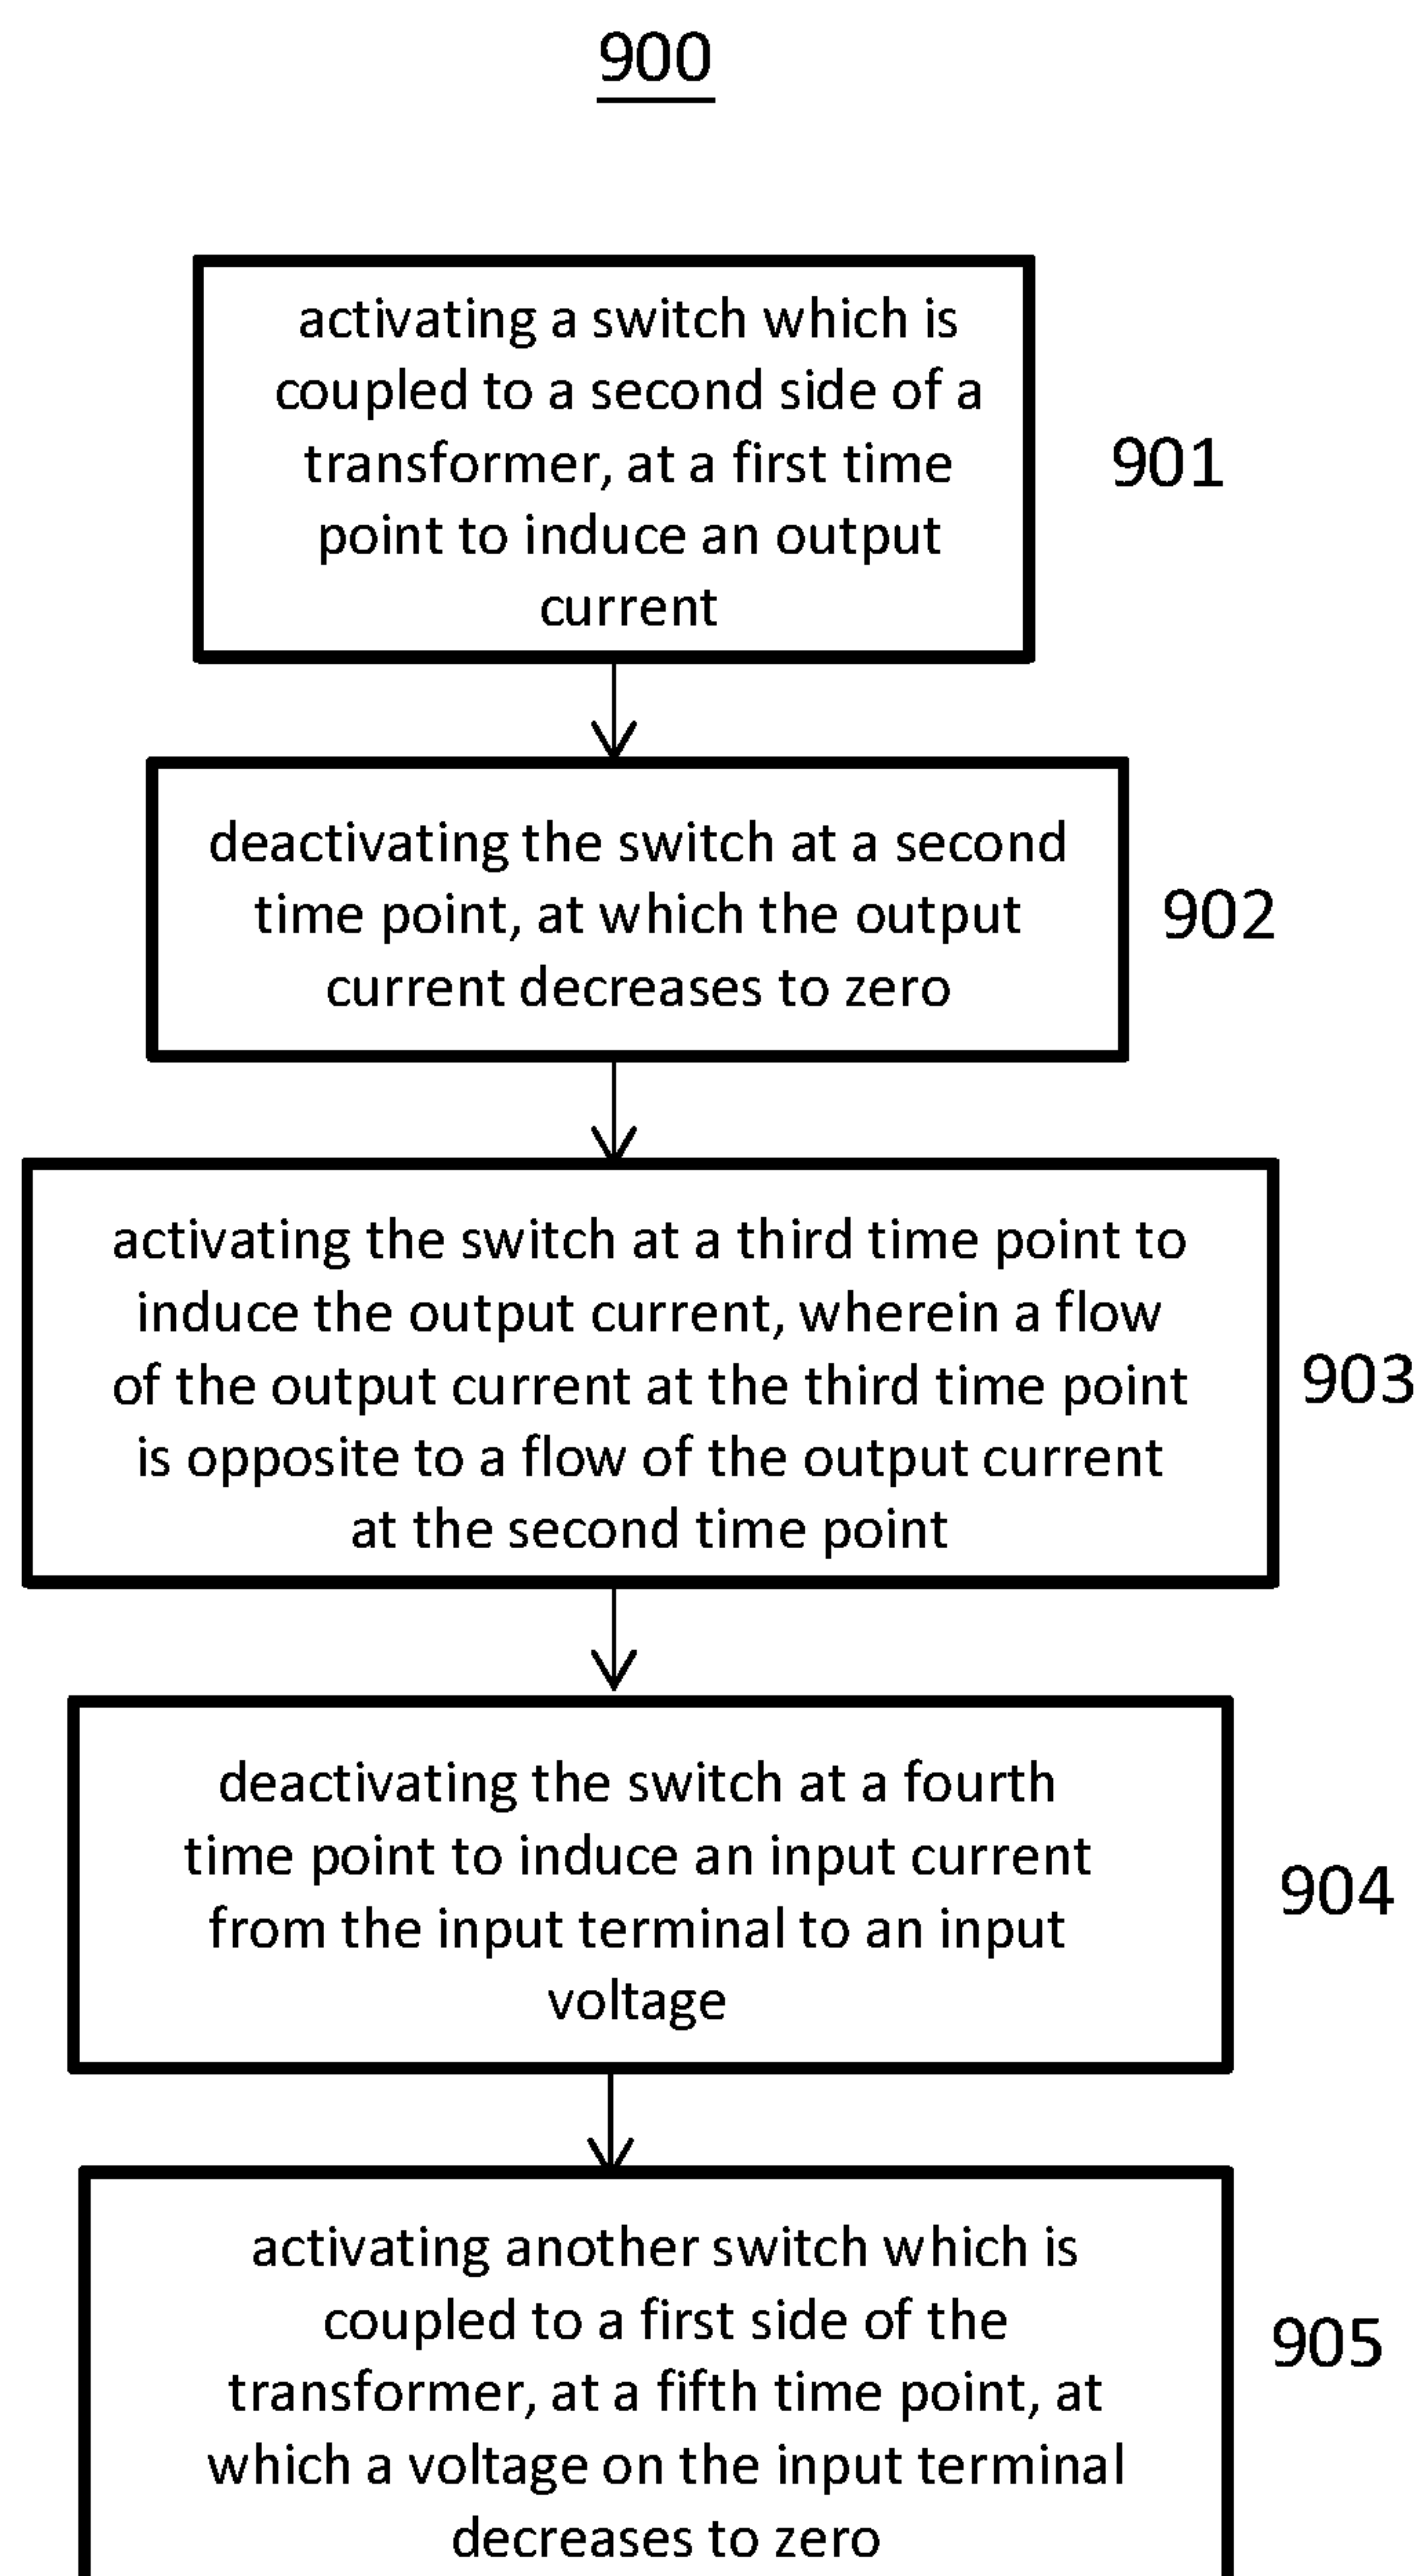 900
activating a switch which is
coupled to a second side of a
transformer, at a first time
point to induce an output
current
901
deactivating the switch at a second
time point, at which the output
current decreases to zero
902
activating the switch at a third time point to
induce the output current, wherein a flow
of the output current at the third time point
is opposite to a flow of the output current
at the second time point
903
deactivating the switch at a fourth
time point to induce an input current
from the input terminal to an input
voltage
904
activating another switch which is
coupled to a first side of the
transformer, at a fifth time point, at
which a voltage on the input terminal
decreases to zero
905